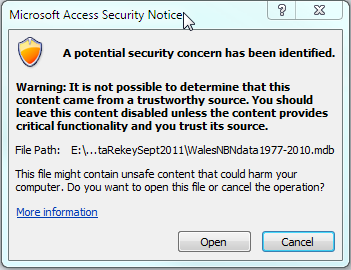 Microsoft Access Security Notice
A potential security concern has been identified.
Warning: It is not possible to determine that this
content came from a trustworthy source. You should
leave this content disabled unless the content provides
critical functionality and you trust its source.
File Path: E:\...taRekeySept2011\WalesNBNdata1977-2010.mdb
This file might contain unsafe content that could harm your
computer. Do you want to open this file or cancel the operation?
More information
Open Cancel